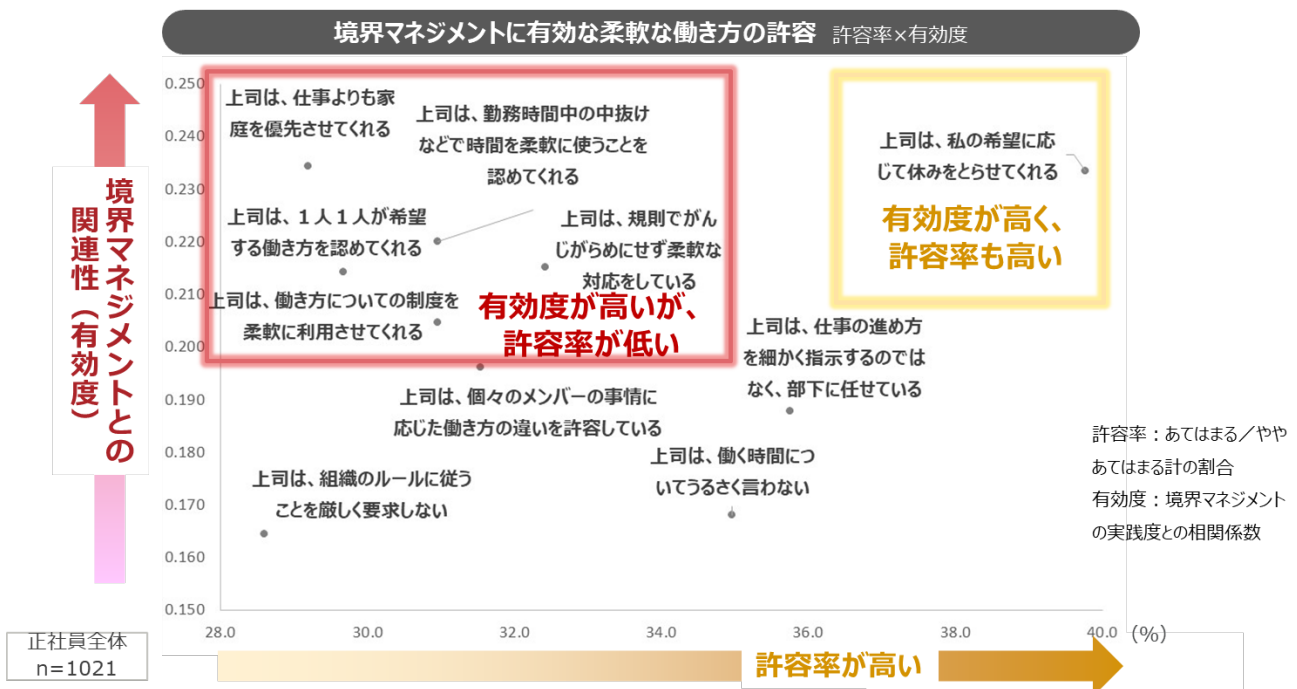 境界マネジメントに有効な柔軟な働き方の許容 許容率×有効度
境界マネジメントとの
関連性（有効度）
0.250
0.240
0.230
0.220
0.210
0.200
0.190
0.180
0.170
0.160
0.150
上司は、仕事よりも家
庭を優先させてくれる
上司は、勤務時間中の中抜け
などで時間を柔軟に使うことを
認めてくれる
上司は、私の希望に応
じて休みをとらせてくれる
有効度が高く、
許容率も高い
上司は、１人１人が希望
する働き方を認めてくれる
上司は、規則でがん
じがらめにせず柔軟な
対応をしている
上司は、働き方についての制度を
柔軟に利用させてくれる
有効度が高いが、
許容率が低い
上司は、仕事の進め方
を細かく指示するのでは
なく、部下に任せている
上司は、個々のメンバーの事情に
応じた働き方の違いを許容している
上司は、働く時間につ
いてうるさく言わない
上司は、組織のルールに従う
ことを厳しく要求しない
許容率：あてはまる／やや
あてはまる計の割合
有効度：境界マネジメント
の実践度との相関係数
28.0 30.0 32.0 34.0 36.0 38.0 40.0 (%)
正社員全体
n=1021
許容率が高い